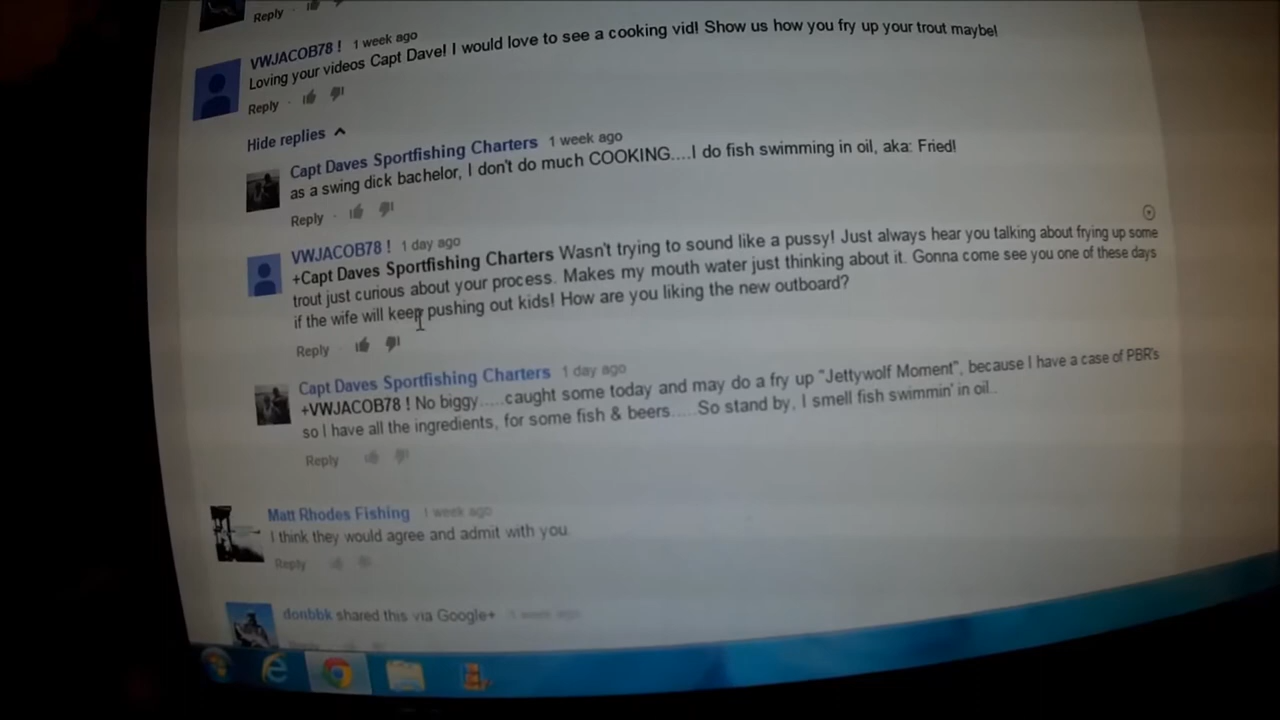 Reply
VWJACOB78 ! 1 week ago
Loving your videos Capt Dave! I would love to see a cooking vid! Show us how you fry up your trout maybe!
Reply
Hide replies
Capt Daves Sportfishing Charters 1 week ago
as a swing dick bachelor, I don't do much COOKING....I do fish swimming in oil, aka: Fried!
Reply
VWJACOB78 ! 1 day ago
+Capt Daves Sportfishing Charters Wasn't trying to sound like a pussy! Just always hear you talking about frying up some
trout just curious about your process. Makes my mouth water just thinking about it. Gonna come see you one of these days
if the wife will keep pushing out kids! How are you liking the new outboard?
Reply
Capt Daves Sportfishing Charters 1 day ago
+VWJACOB78 ! No biggy.....caught some today and may do a fry up "Jettywolf Moment", because I have a case of PBR's
so I have all the ingredients, for some fish & beers.....So stand by, I smell fish swimmin' in oil..
Reply
Matt Rhodes Fishing 1 week ago
I think they would agree and admit with you.
Reply
donbbk shared this via Google+ 1 week ago